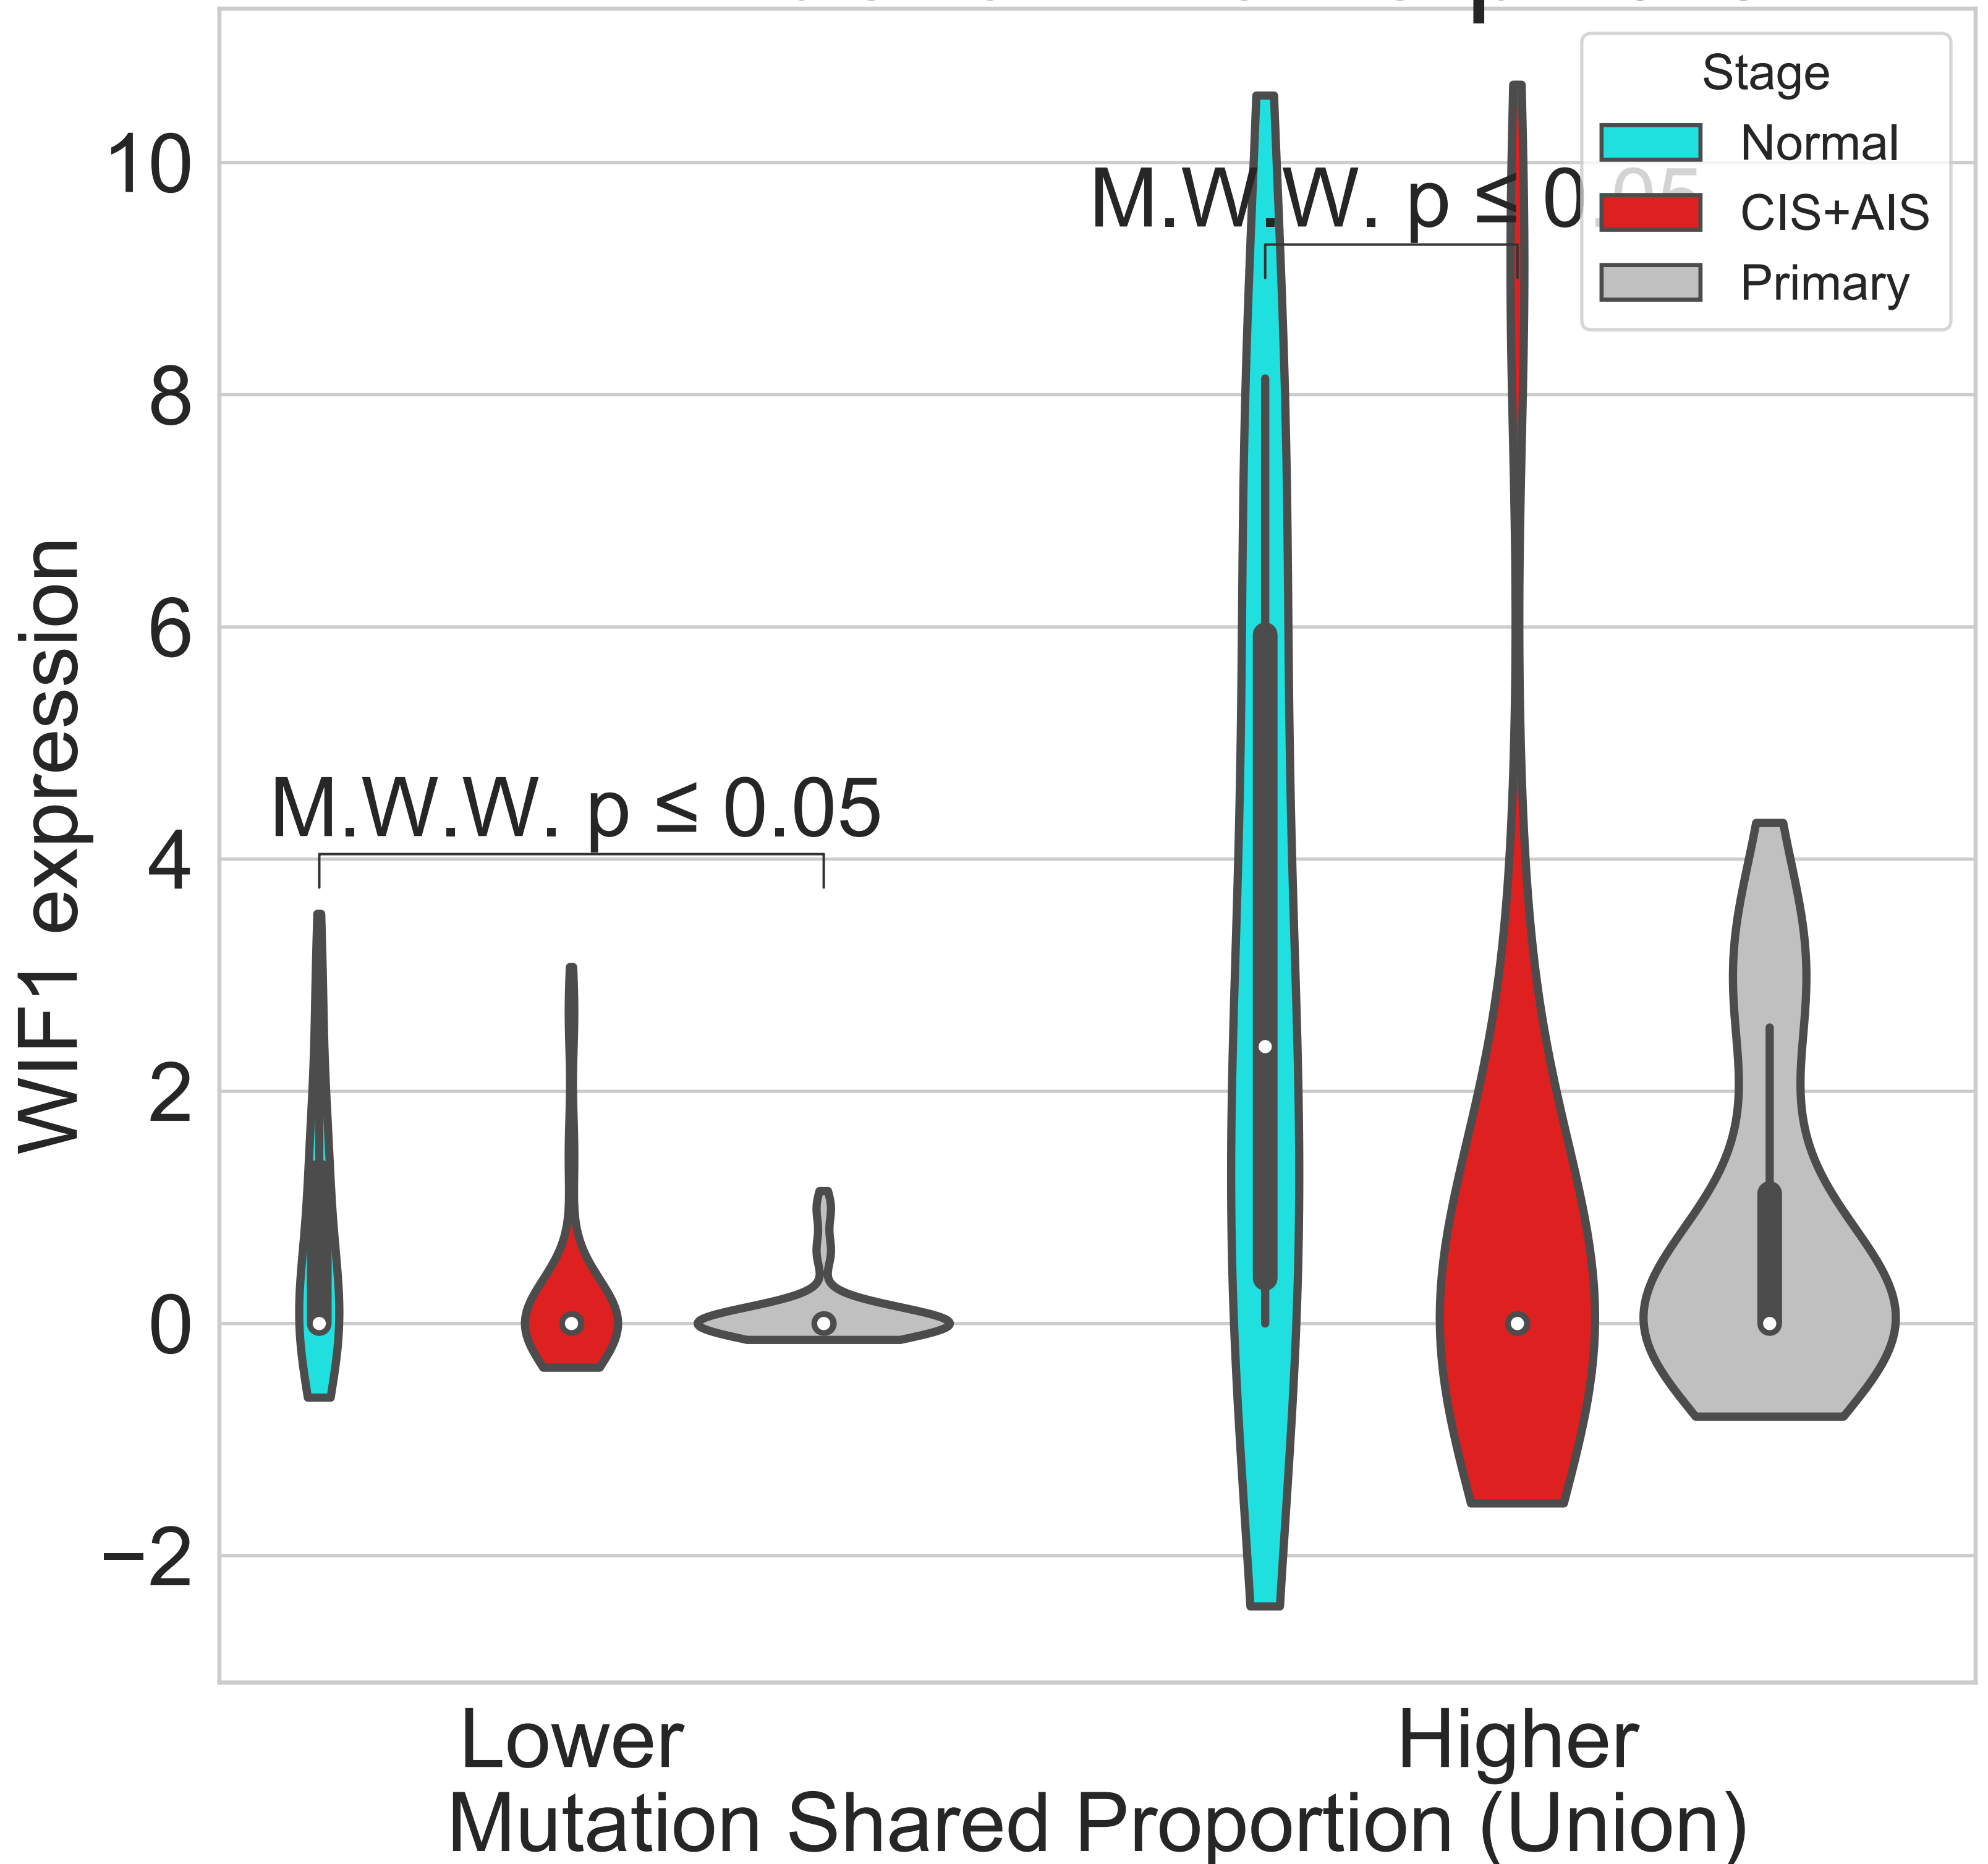 Stage
Normal
CIS+AIS
Primary
10
8
6
4
2
0
−2
WIF1 expression
M.W.W. p ≤ 0.05
M.W.W. p ≤ 0.05
Lower
Higher
Mutation Shared Proportion (Union)